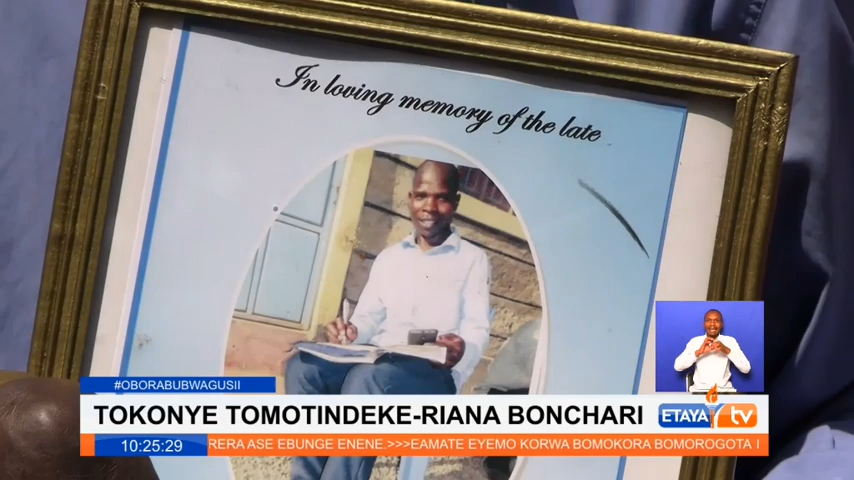 In loving memory of the late
#OBORABUBWAGUSII
TOKONYE TOMOTINDEKE-RIANA BONCHARI
ETAYA tv
10:25:29
RERA ASE EBUNGE ENENE.>>>EAMATE EYEMO KORWA BOMOKORA BOMOROGOTA I